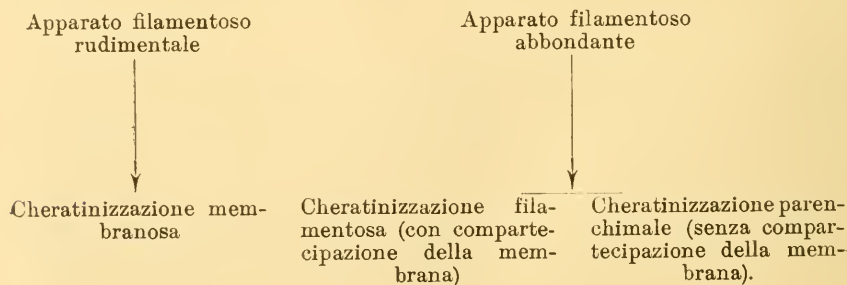 Apparato filamentoso
rudimentale
Apparato filamentoso
abbondante
Cheratinizzazione mem-
branosa
Cheratinizzazione fila-
mentosa (con comparte-
cipazione della mem-
brana)
Cheratinizzazione paren-
chimale (senza compar-
tecipazione della mem-
brana).